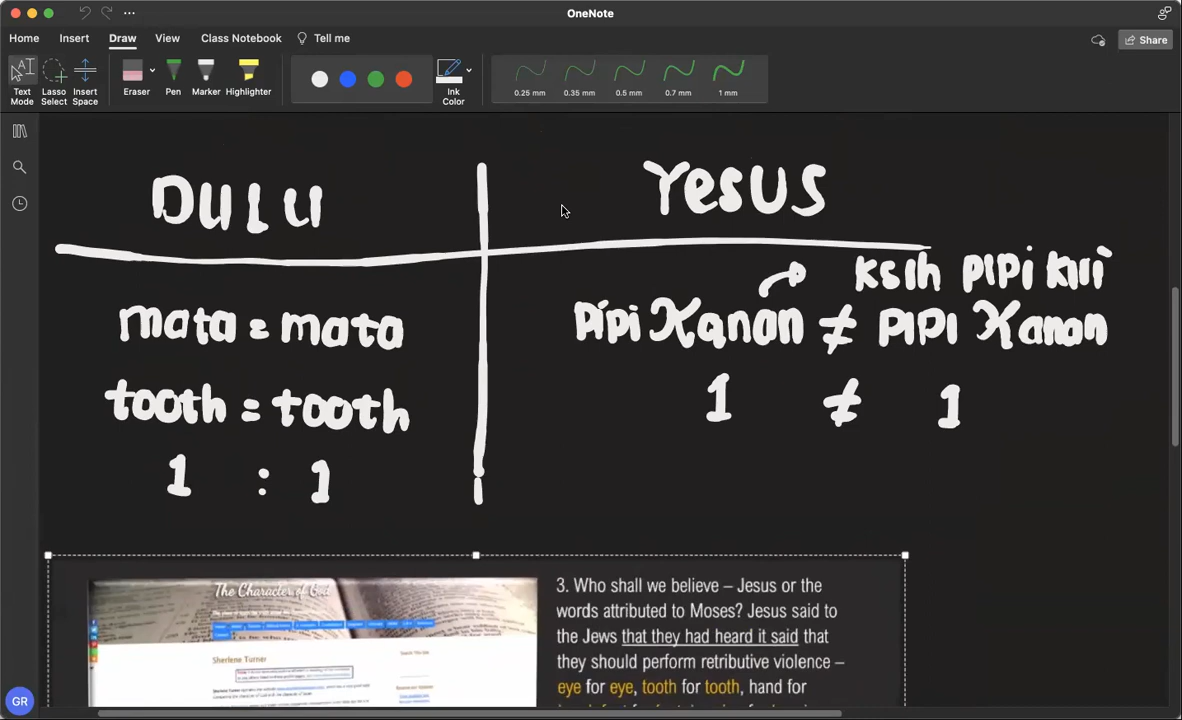 OneNote
Home Insert Draw View Class Notebook Tell me
Share
Text Mode
Lasso Select
Insert Space
Eraser
Pen
Marker
Highlighter
Ink Color
0.25 mm 0.35 mm 0.5 mm 0.7 mm 1 mm
DULU
Yesus
mata = mata
tooth = tooth
1 : 1
ksih pipi kiri
pipi Kanan ≠ pipi Kanan
1 ≠ 1
The Character of God
Sherlene Turner
3. Who shall we believe – Jesus or the
words attributed to Moses? Jesus said to
the Jews that they had heard it said that
they should perform retributive violence –
eye for eye, tooth for tooth, hand for
GR